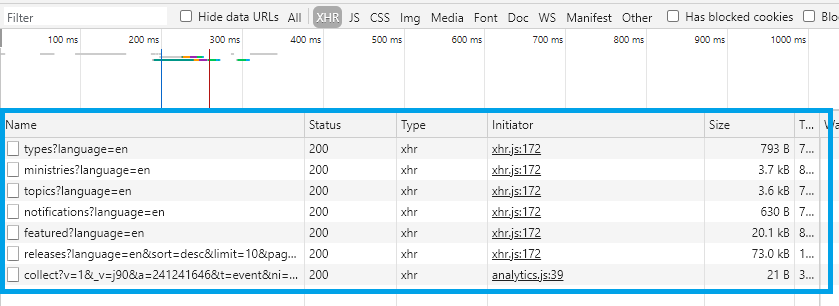 Filter Hide data URLs All XHR JS CSS Img Media Font Doc WS Manifest Other Has blocked cookies Blo
100 ms 200 ms 300 ms 400 ms 500 ms 600 ms 700 ms 800 ms 900 ms 1000 ms
Name Status Type Initiator Size T... Wa
types?language=en 200 xhr xhr.js:172 793 B 7...
ministries?language=en 200 xhr xhr.js:172 3.7 kB 8...
topics?language=en 200 xhr xhr.js:172 3.6 kB 7...
notifications?language=en 200 xhr xhr.js:172 630 B 7...
featured?language=en 200 xhr xhr.js:172 20.1 kB 8...
releases?language=en&sort=desc&limit=10&pag... 200 xhr xhr.js:172 73.0 kB 1...
collect?v=1&_v=j90&a=241241646&t=event&ni=... 200 xhr analytics.js:39 21 B 3...